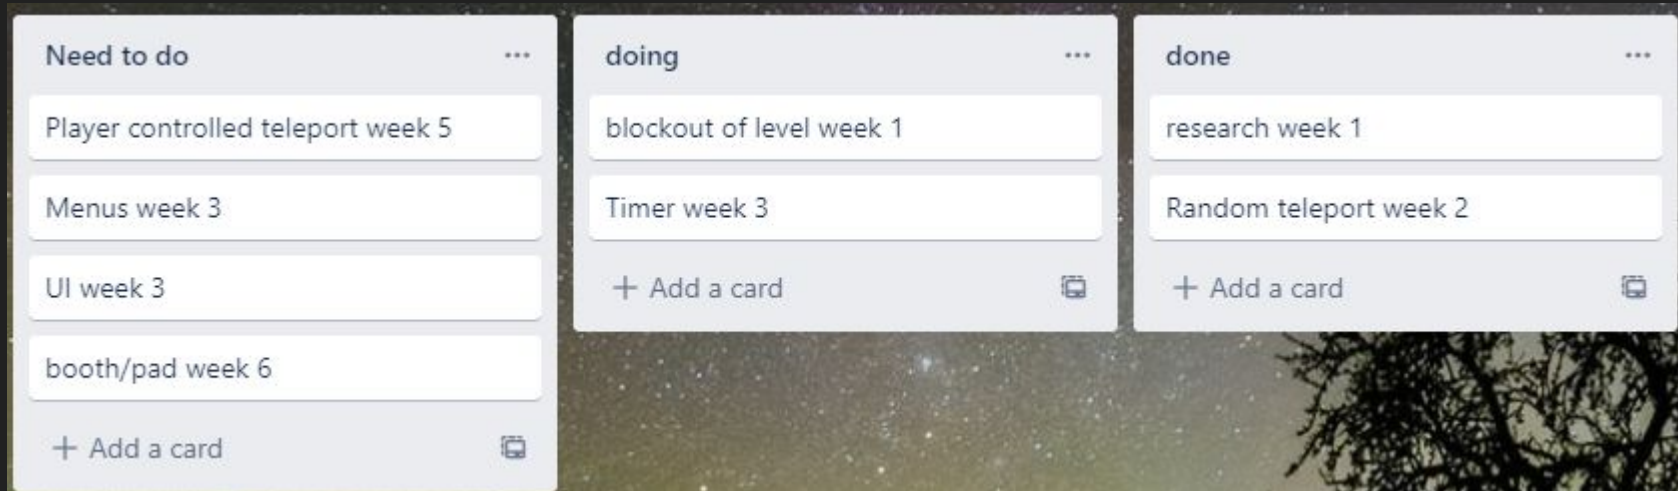 Need to do
Player controlled teleport week 5
Menus week 3
UI week 3
booth/pad week 6
Add a card
doing
blockout of level week 1
Timer week 3
Add a card
done
research week 1
Random teleport week 2
Add a card